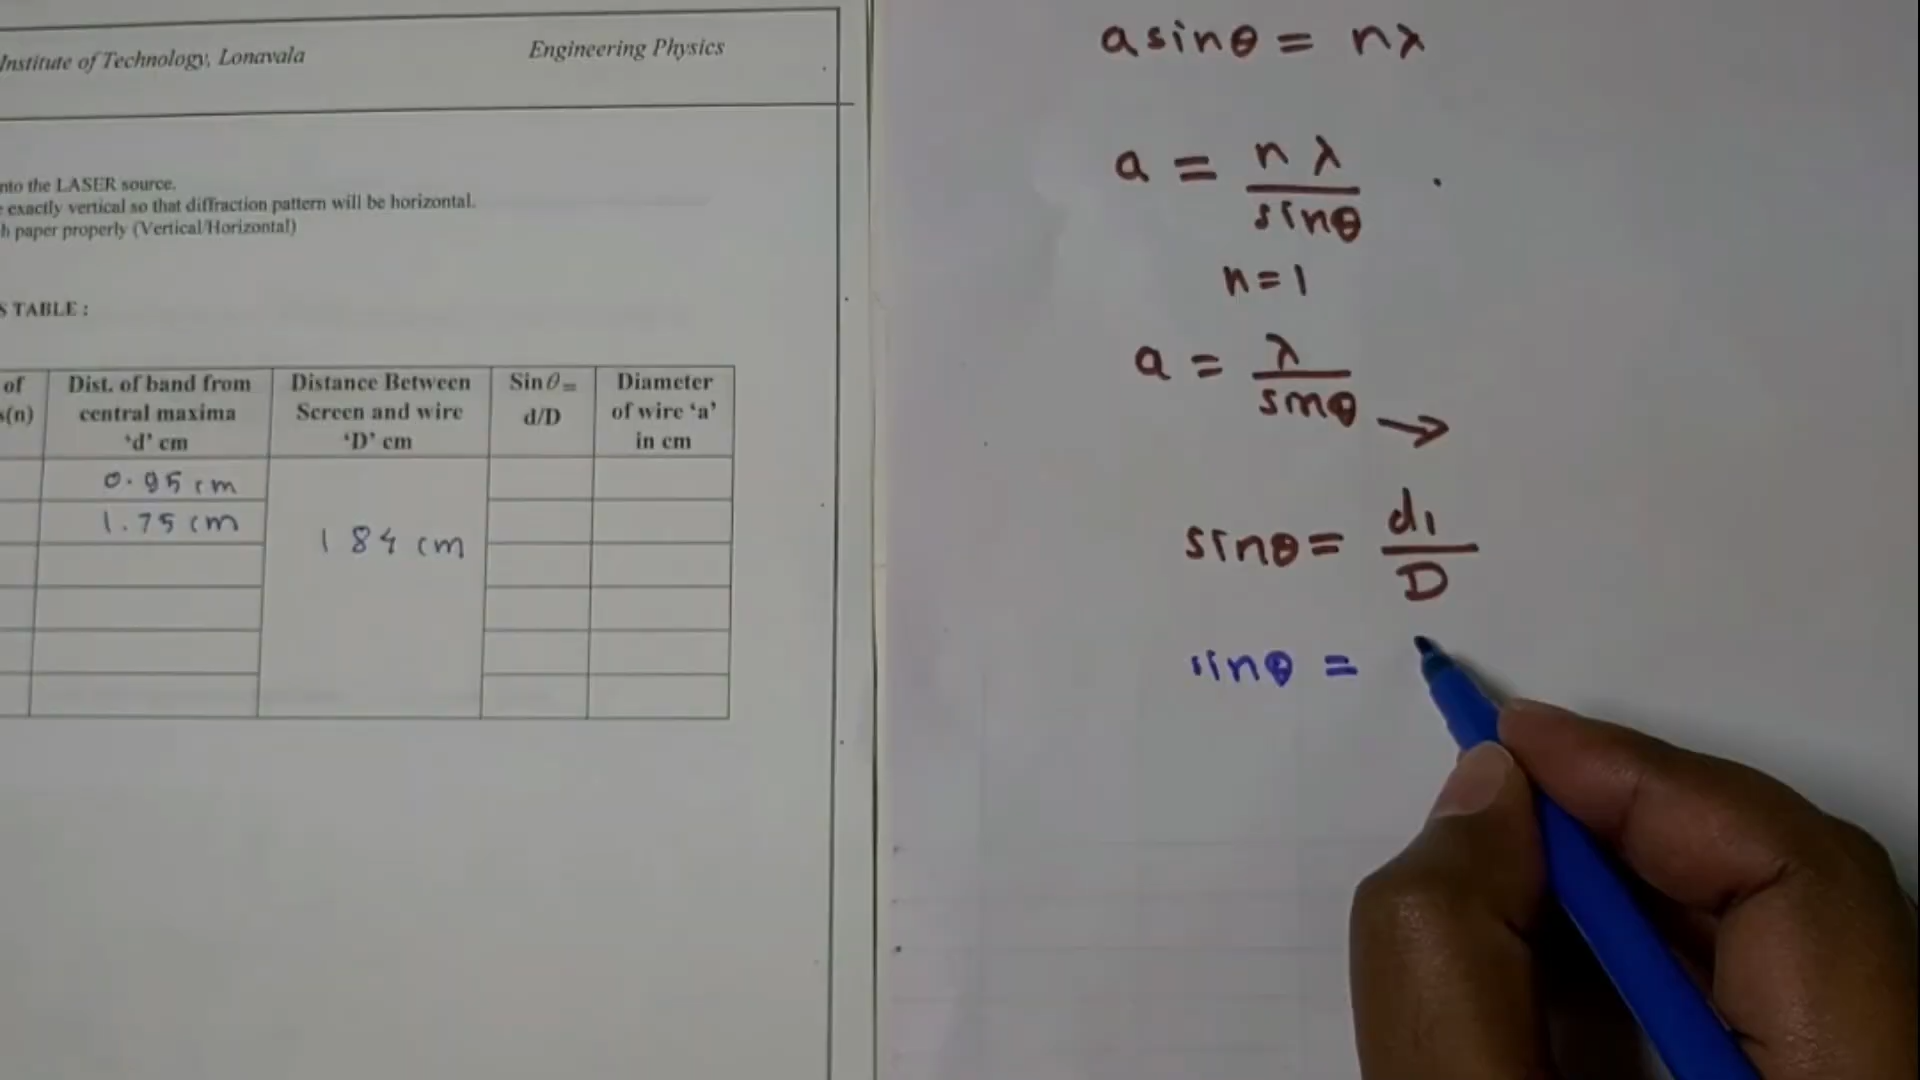 Institute of Technology, Lonavala Engineering Physics
nto the LASER source.
exactly vertical so that diffraction pattern will be horizontal.
h paper properly (Vertical/Horizontal)
S TABLE :
of Dist. of band from Distance Between Sinθ= Diameter
s(n) central maxima Screen and wire d/D of wire ‘a’
‘d’ cm ‘D’ cm in cm
0.95 cm
1.75 cm
184 cm
a sinθ = nλ
a = nλ
sinθ
n=1
a = λ
sinθ →
sinθ = d1
D
sinθ =